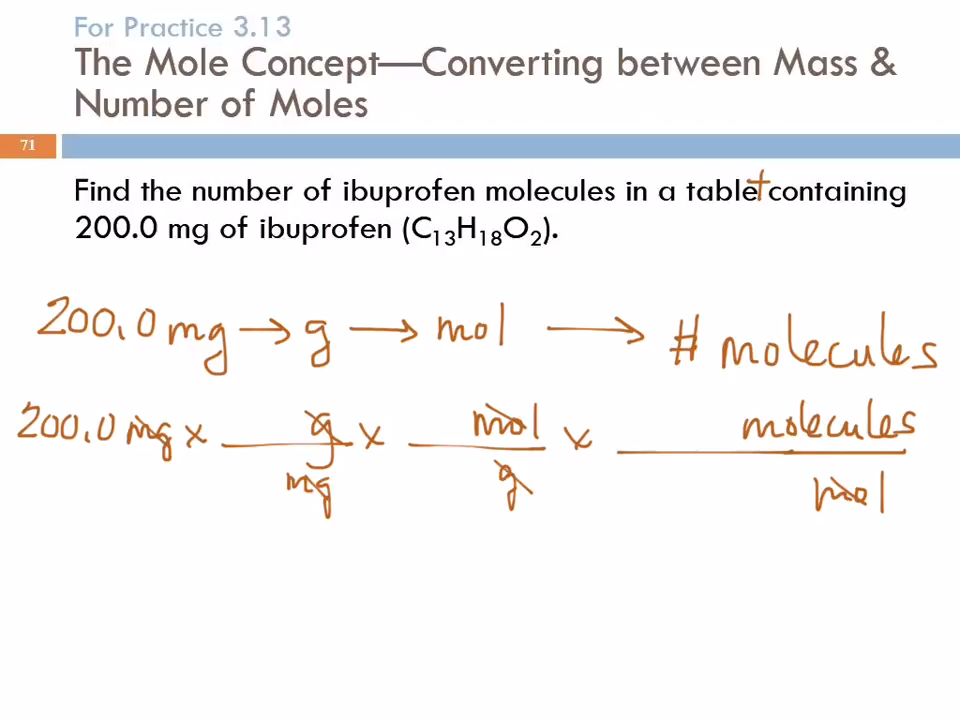 For Practice 3.13
The Mole Concept—Converting between Mass &
Number of Moles
71
Find the number of ibuprofen molecules in a tablet containing
200.0 mg of ibuprofen (C₁₃H₁₈O₂).
200.0 mg → g → mol → # molecules
200.0 mg x g x mol x molecules
mg g mol